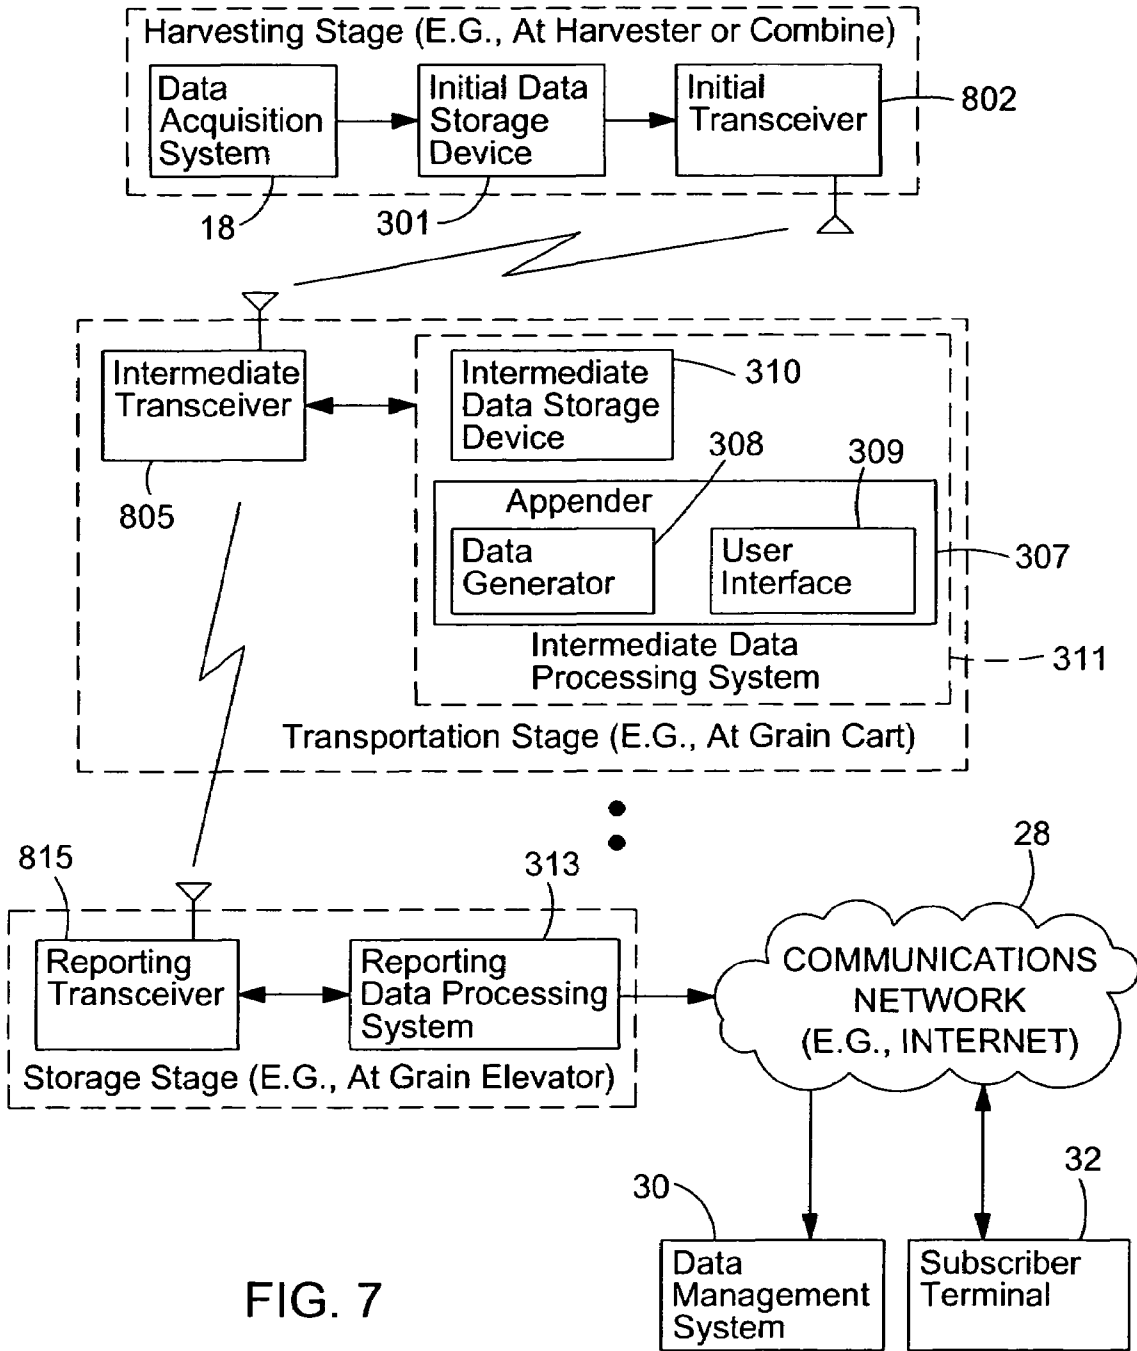 Harvesting Stage (E.G., At Harvester or Combine)
Data
Acquisition
System
Initial Data
Storage
Device
Initial
Transceiver
802
18
301
Intermediate
Transceiver
805
Intermediate
Data Storage
Device
310
308
309
Appender
Data
Generator
User
Interface
307
Intermediate Data
Processing System
311
Transportation Stage (E.G., At Grain Cart)
815
313
28
Reporting
Transceiver
Reporting
Data Processing
System
Storage Stage (E.G., At Grain Elevator)
COMMUNICATIONS
NETWORK
(E.G., INTERNET)
30
32
Data
Management
System
Subscriber
Terminal
FIG. 7